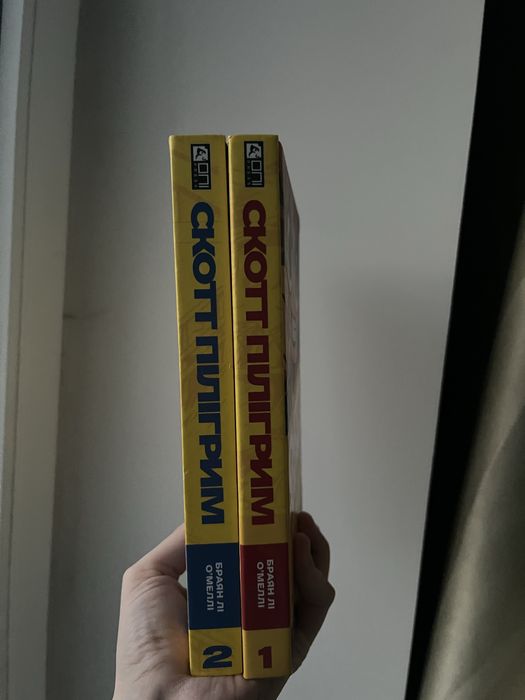 СКОТТ ПІЛІГРИМ
БРАЯН ЛІ
О'МЕЛЛІ
2
СКОТТ ПІЛІГРИМ
БРАЯН ЛІ
О'МЕЛЛІ
1